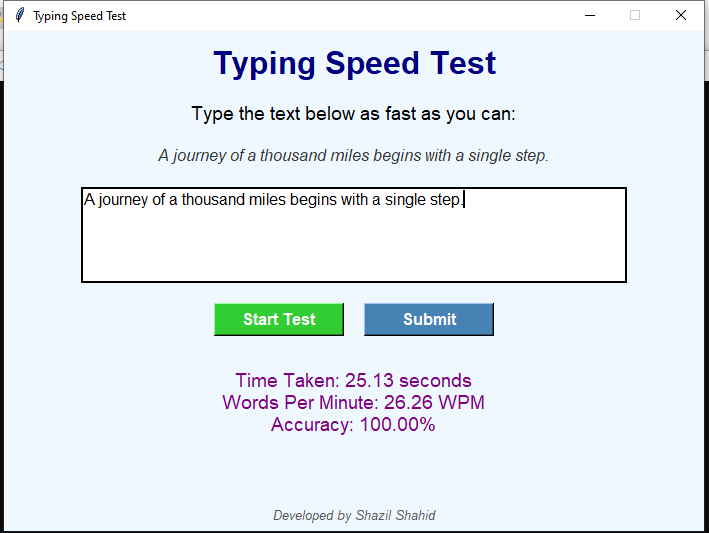 Typing Speed Test
Typing Speed Test
Type the text below as fast as you can:
A journey of a thousand miles begins with a single step.
A journey of a thousand miles begins with a single step.
Start Test
Submit
Time Taken: 25.13 seconds
Words Per Minute: 26.26 WPM
Accuracy: 100.00%
Developed by Shazil Shahid